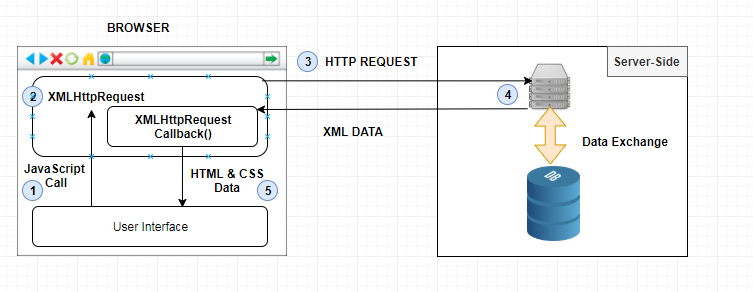 BROWSER
3 HTTP REQUEST
Server-Side
2 XMLHttpRequest
4
XMLHttpRequest
Callback()
XML DATA
Data Exchange
JavaScript
Call
1
HTML & CSS
Data
5
DB
User Interface